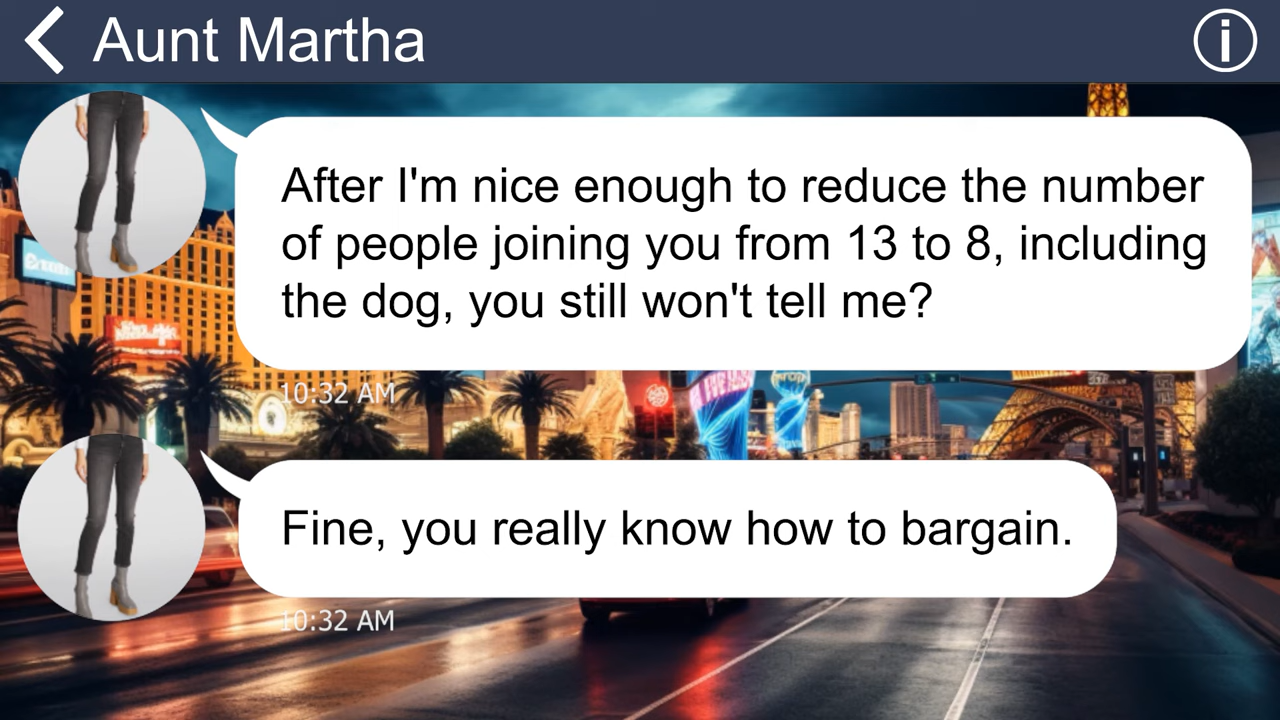 Aunt Martha
After I'm nice enough to reduce the number
of people joining you from 13 to 8, including
the dog, you still won't tell me?
10:32 AM
Fine, you really know how to bargain.
10:32 AM